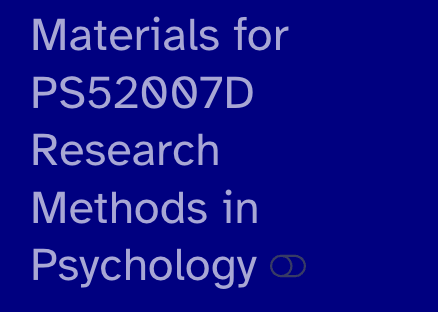 Materials for
PS52007D
Research
Methods in
Psychology